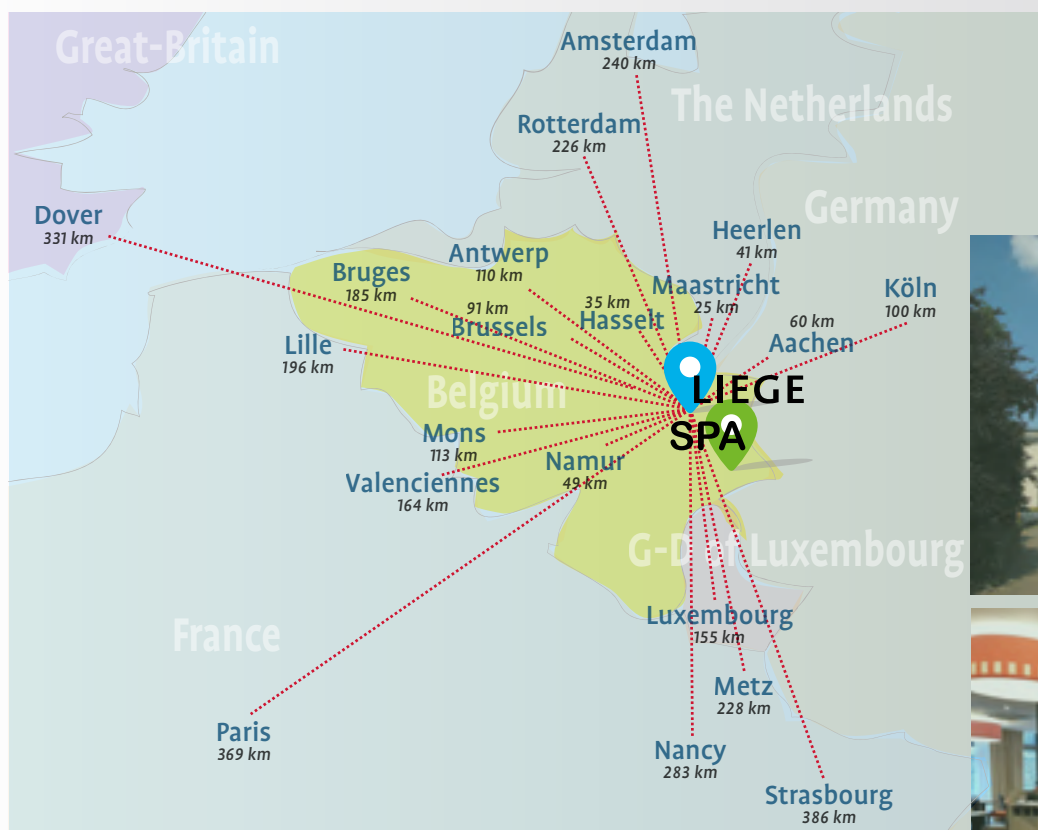 Great-Britain
Amsterdam
240 km
The Netherlands
Rotterdam
226 km
Germany
Dover
331 km
Heerlen
41 km
Antwerp
110 km
Bruges
185 km
Maastricht
25 km
Köln
100 km
91 km
Brussels
35 km
Hasselt
60 km
Aachen
Lille
196 km
Belgium
LIEGE
SPA
Mons
113 km
Namur
49 km
Valenciennes
164 km
G-D of Luxembourg
Luxembourg
155 km
France
Metz
228 km
Paris
369 km
Nancy
283 km
Strasbourg
386 km